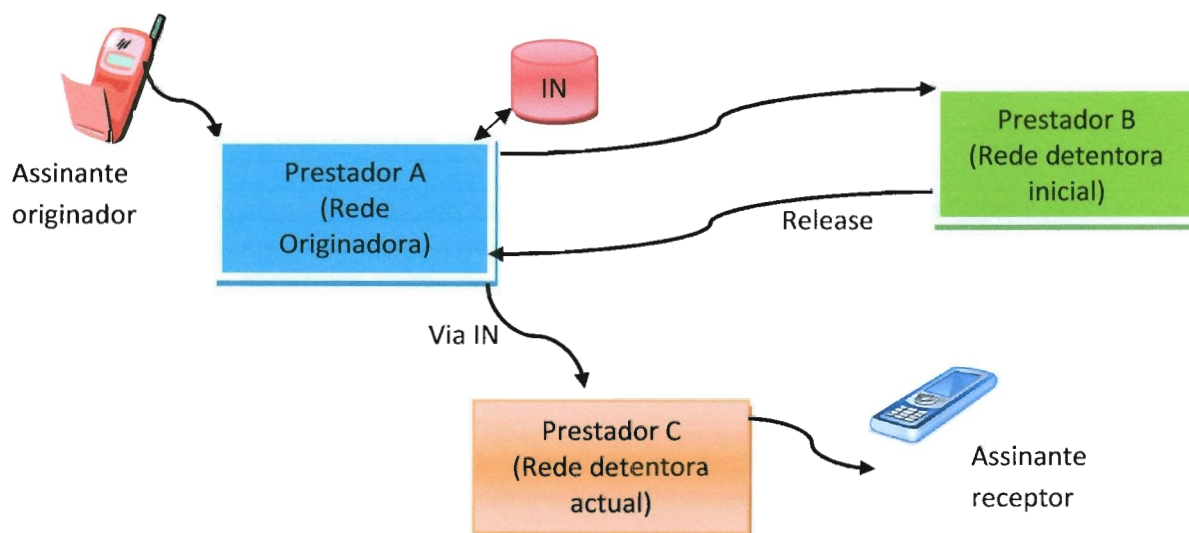 IN
Assinante
originador
Prestador A
(Rede
Originadora)
Prestador B
(Rede detentora
inicial)
Release
Via IN
Prestador C
(Rede detentora
actual)
Assinante
receptor